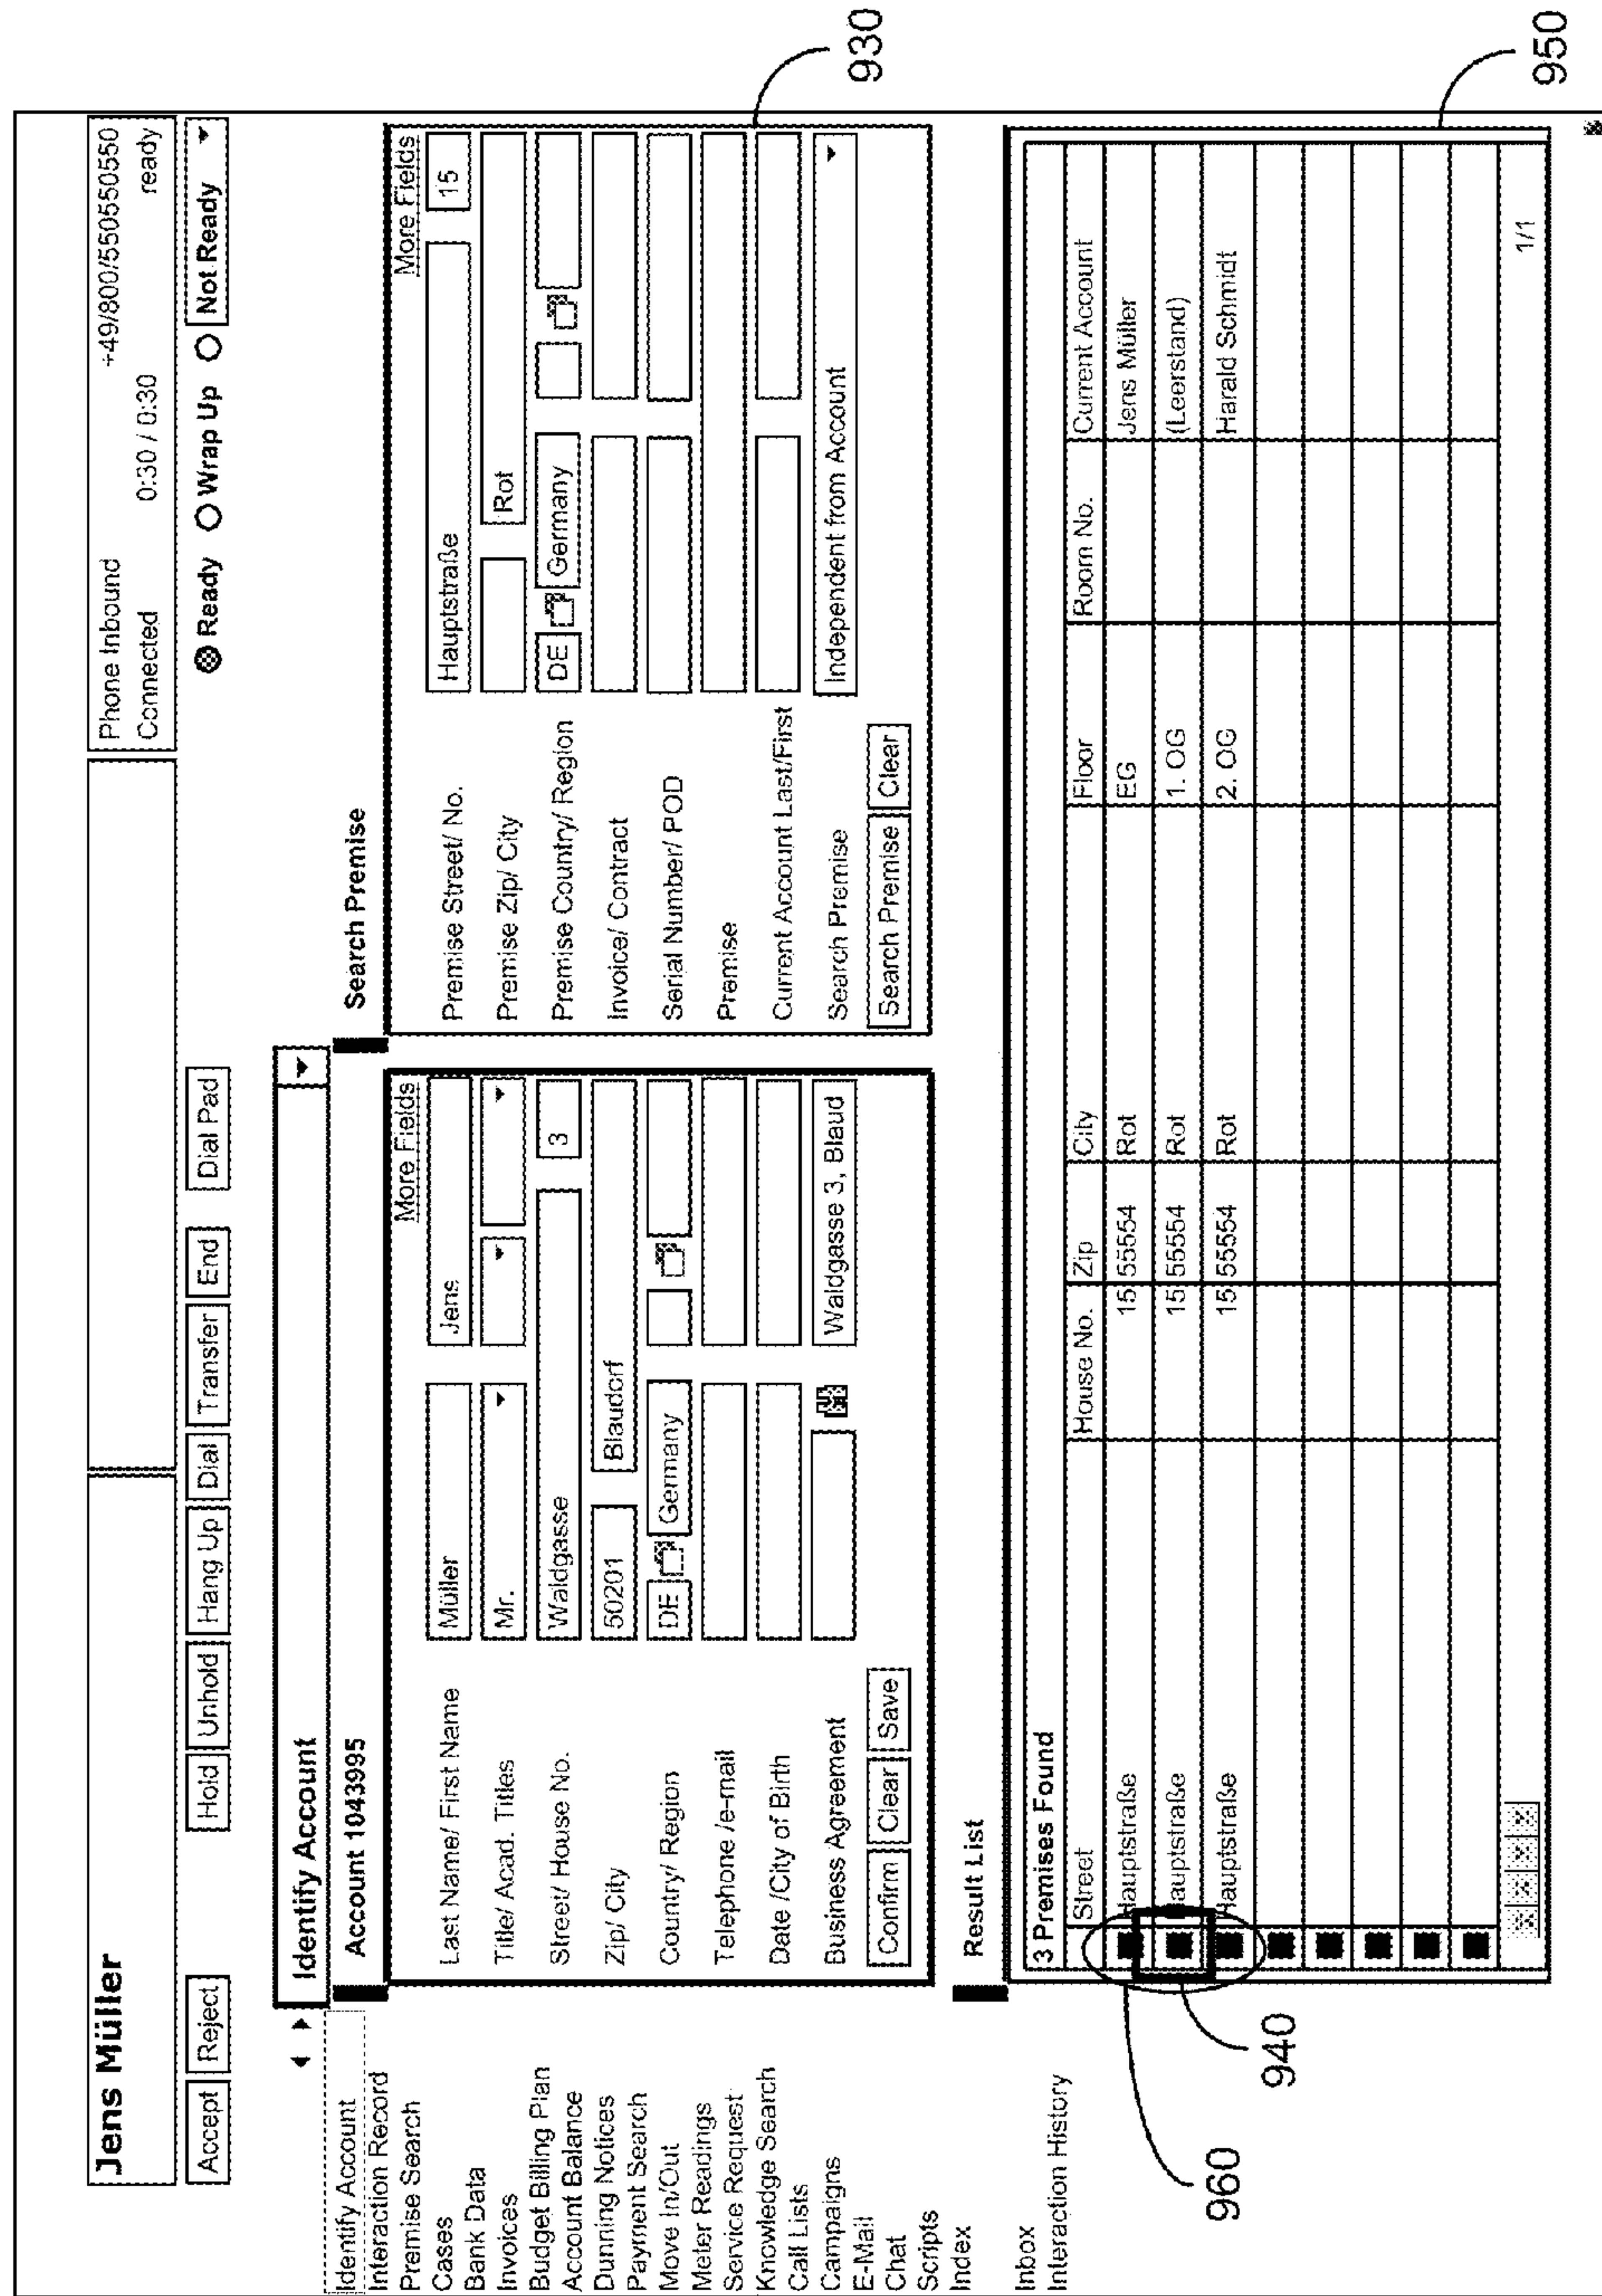 Jens Müller
Phone Inbound +49/800/550550550
Connected 0:30 / 0:30 ready
Accept Reject Hold Unhold Hang Up Dial Transfer End Dial Pad Ready Wrap Up Not Ready
Identify Account
Interaction Record
Premise Search
Cases
Bank Data
Invoices
Budget Billing Plan
Account Balance
Dunning Notices
Payment Search
Move In/Out
Meter Readings
Service Request
Knowledge Search
Call Lists
Campaigns
E-Mail
Chat
Scripts
Index
Inbox
Interaction History
Identify Account
Account 1043995
More Fields
Last Name/ First Name Müller Jens
Title/ Acad. Titles Mr.
Street/ House No. Waldgasse 3
Zip/ City 50201 Blaudorf
Country/ Region DE Germany
Telephone /e-mail
Date /City of Birth
Business Agreement Waldgasse 3, Blaud
Confirm Clear Save
Search Premise
More Fields
Premise Street/ No. Hauptstraße 15
Premise Zip/ City Rot
Premise Country/ Region DE Germany
Invoice/ Contract
Serial Number/ POD
Premise
Current Account Last/First
Search Premise Independent from Account
Search Premise Clear
930
Result List
3 Premises Found
Street House No. Zip City Floor Room No. Current Account
Hauptstraße 15 55554 Rot EG Jens Müller
Hauptstraße 15 55554 Rot 1. OG (Leerstand)
Hauptstraße 15 55554 Rot 2. OG Harald Schmidt
1/1
950
960
940